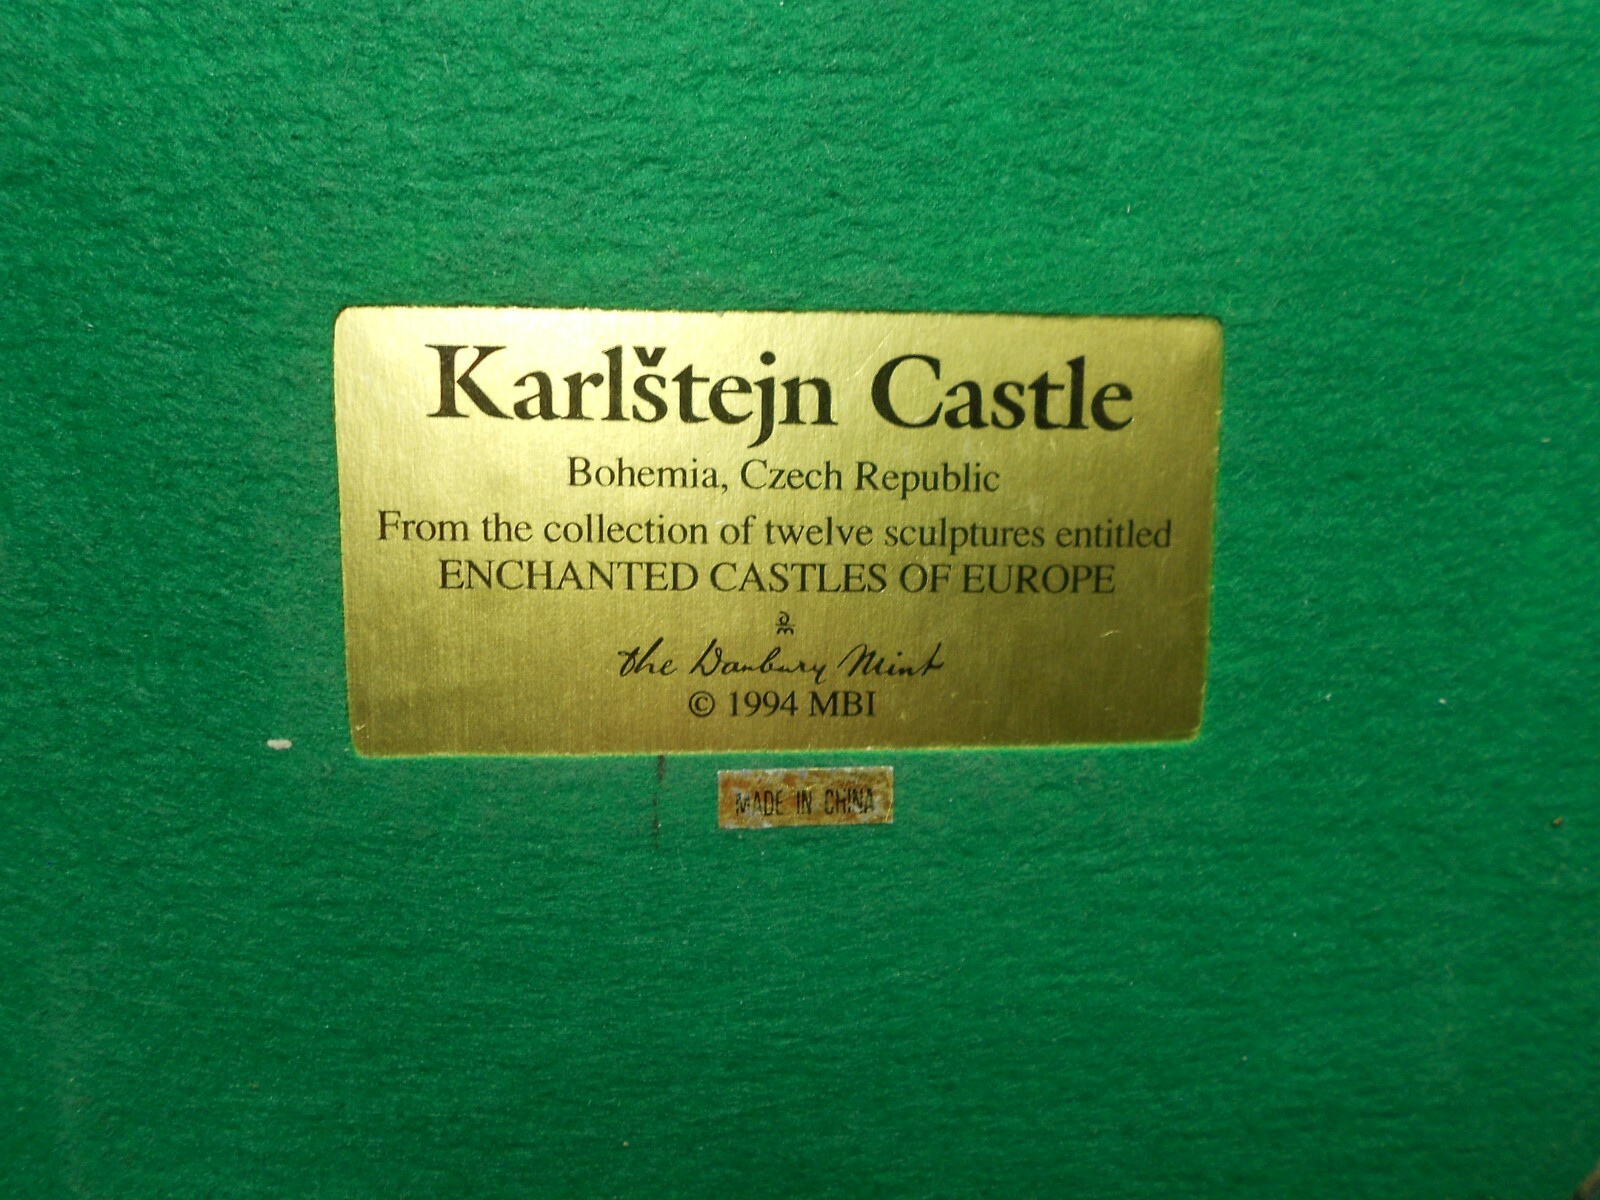 Karlštejn Castle
Bohemia, Czech Republic
From the collection of twelve sculptures entitled
ENCHANTED CASTLES OF EUROPE
the Danbury Mint
© 1994 MBI
MADE IN CHINA